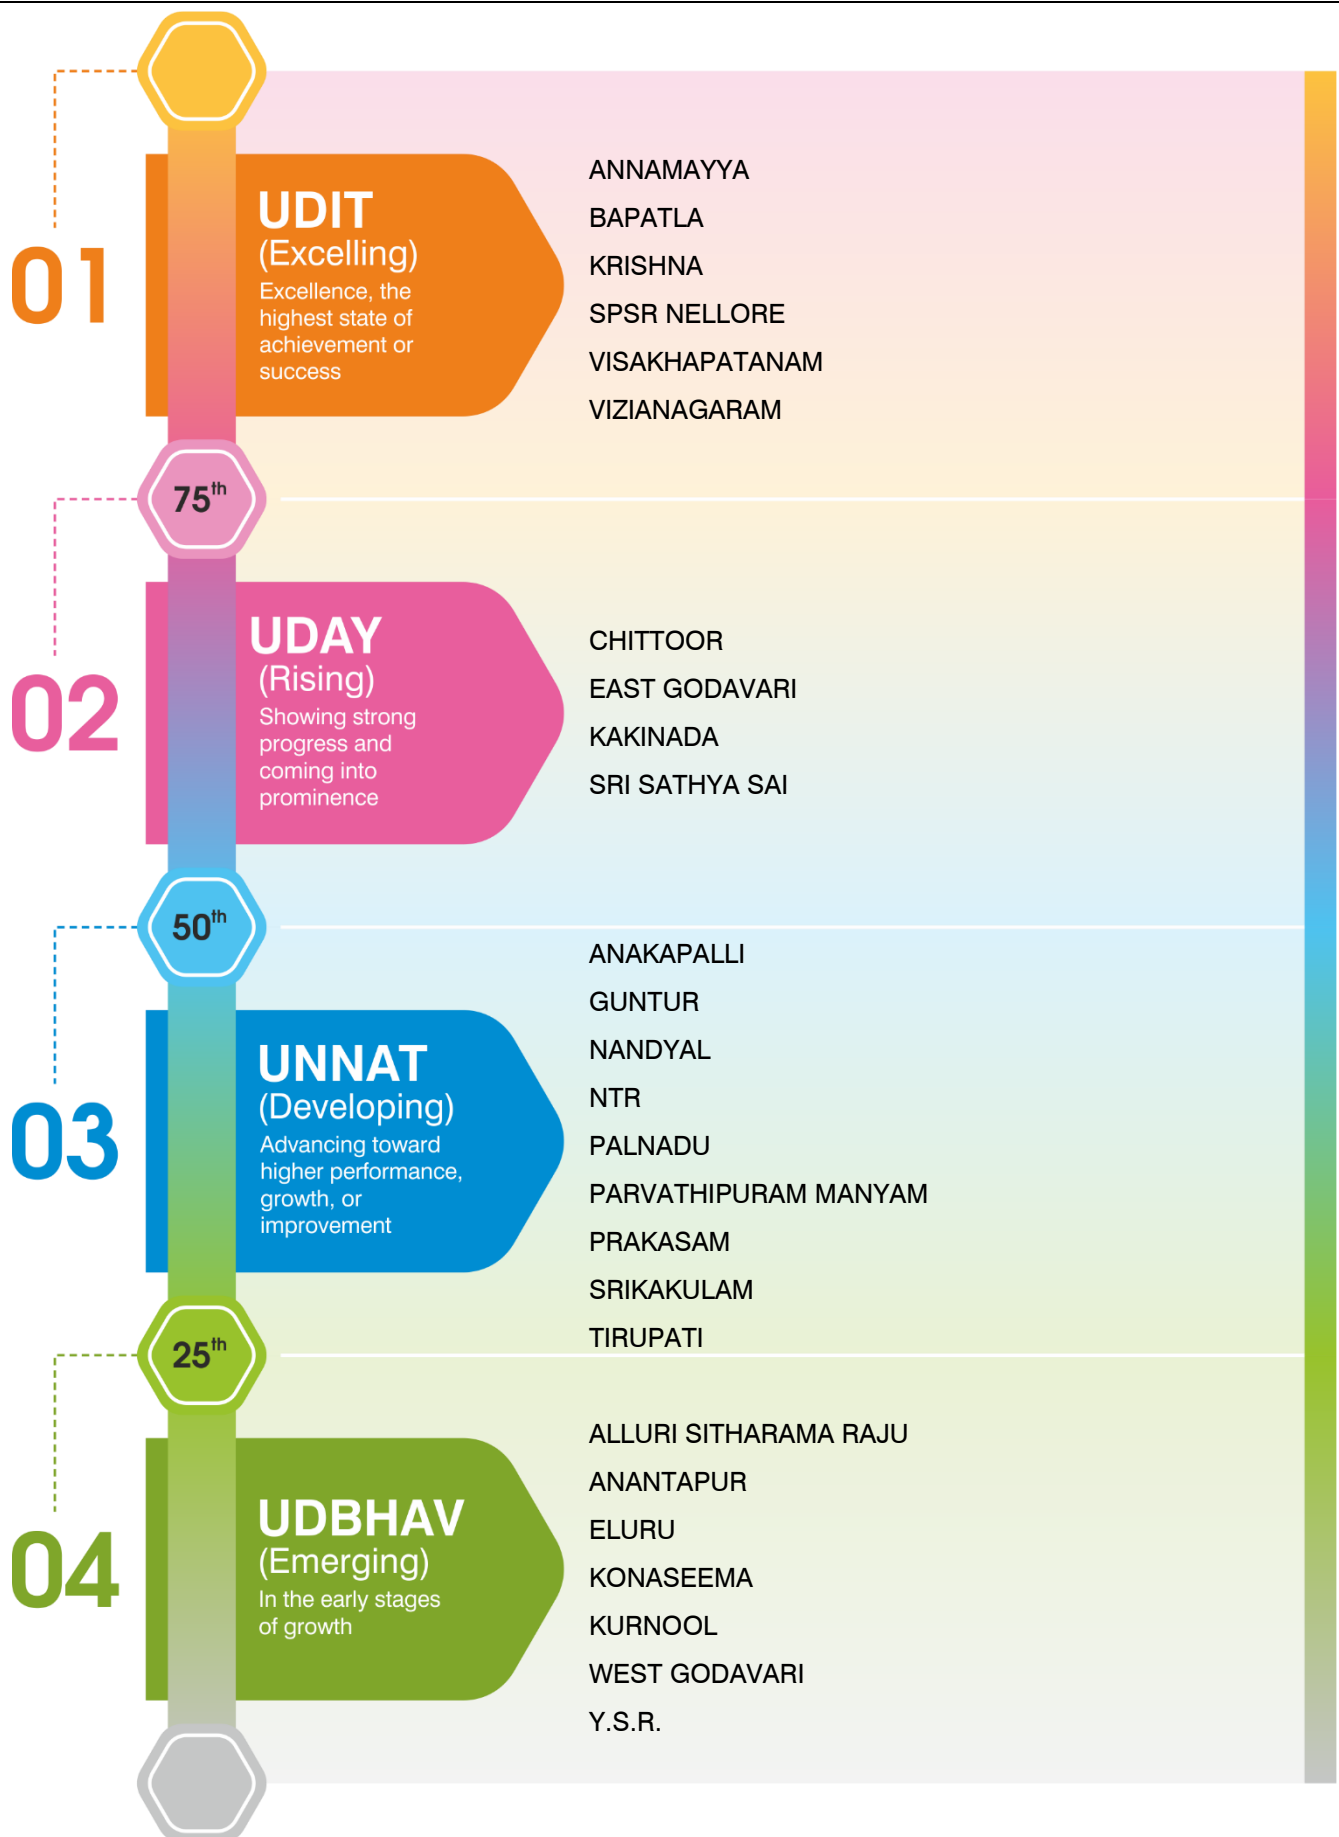 01
UDIT
(Excelling)
Excellence, the
highest state of
achievement or
success
ANNAMAYYA
BAPATLA
KRISHNA
SPSR NELLORE
VISAKHAPATANAM
VIZIANAGARAM
75th
02
UDAY
(Rising)
Showing strong
progress and
coming into
prominence
CHITTOOR
EAST GODAVARI
KAKINADA
SRI SATHYA SAI
50th
03
UNNAT
(Developing)
Advancing toward
higher performance,
growth, or
improvement
ANAKAPALLI
GUNTUR
NANDYAL
NTR
PALNADU
PARVATHIPURAM MANYAM
PRAKASAM
SRIKAKULAM
TIRUPATI
25th
04
UDBHAV
(Emerging)
In the early stages
of growth
ALLURI SITHARAMA RAJU
ANANTAPUR
ELURU
KONASEEMA
KURNOOL
WEST GODAVARI
Y.S.R.